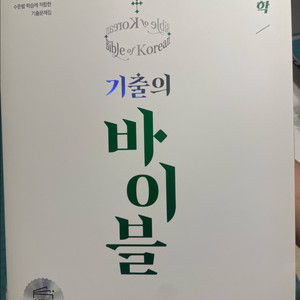 수준별 학습에 적합한
기출문제집
학
Bible of Korean
Bible of Korean
기출의
바이블